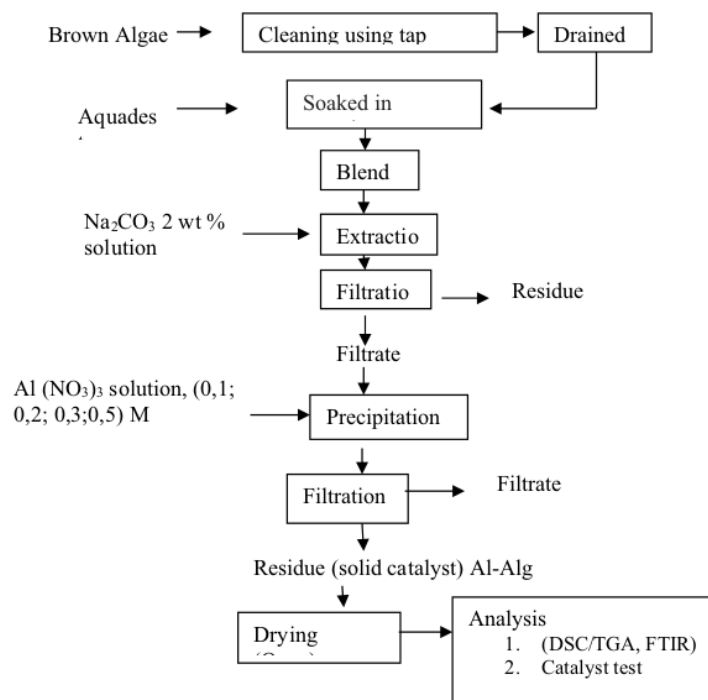 Brown Algae
Cleaning using tap
Drained
Aquades
Soaked in
Blend
Na₂CO₃ 2 wt %
solution
Extractio
Filtratio
Residue
Filtrate
Al (NO₃)₃ solution, (0,1;
0,2; 0,3;0,5) M
Precipitation
Filtration
Filtrate
Residue (solid catalyst) Al-Alg
Drying
Analysis
1. (DSC/TGA, FTIR)
2. Catalyst test